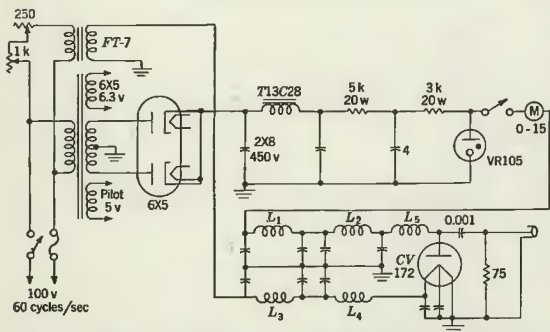 250
1 k
FT-7
6X5
6.3 v
Pilot
5 v
6X5
100 v
60 cycles/sec
T13C28
2X8
450 v
5 k
20 w
4
3 k
20 w
VR105
M
0 - 15
L1
L2
L5
0.001
CV
172
75
L3
L4